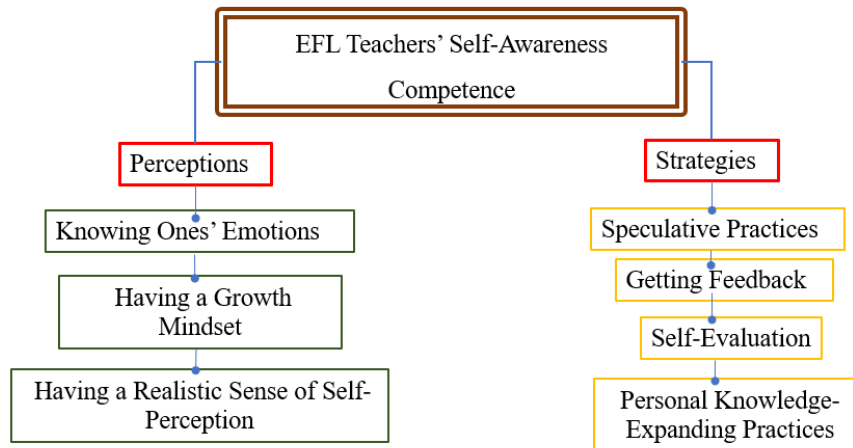 EFL Teachers’ Self-Awareness
Competence
Perceptions
Knowing Ones’ Emotions
Having a Growth
Mindset
Having a Realistic Sense of Self-
Perception
Strategies
Speculative Practices
Getting Feedback
Self-Evaluation
Personal Knowledge-
Expanding Practices